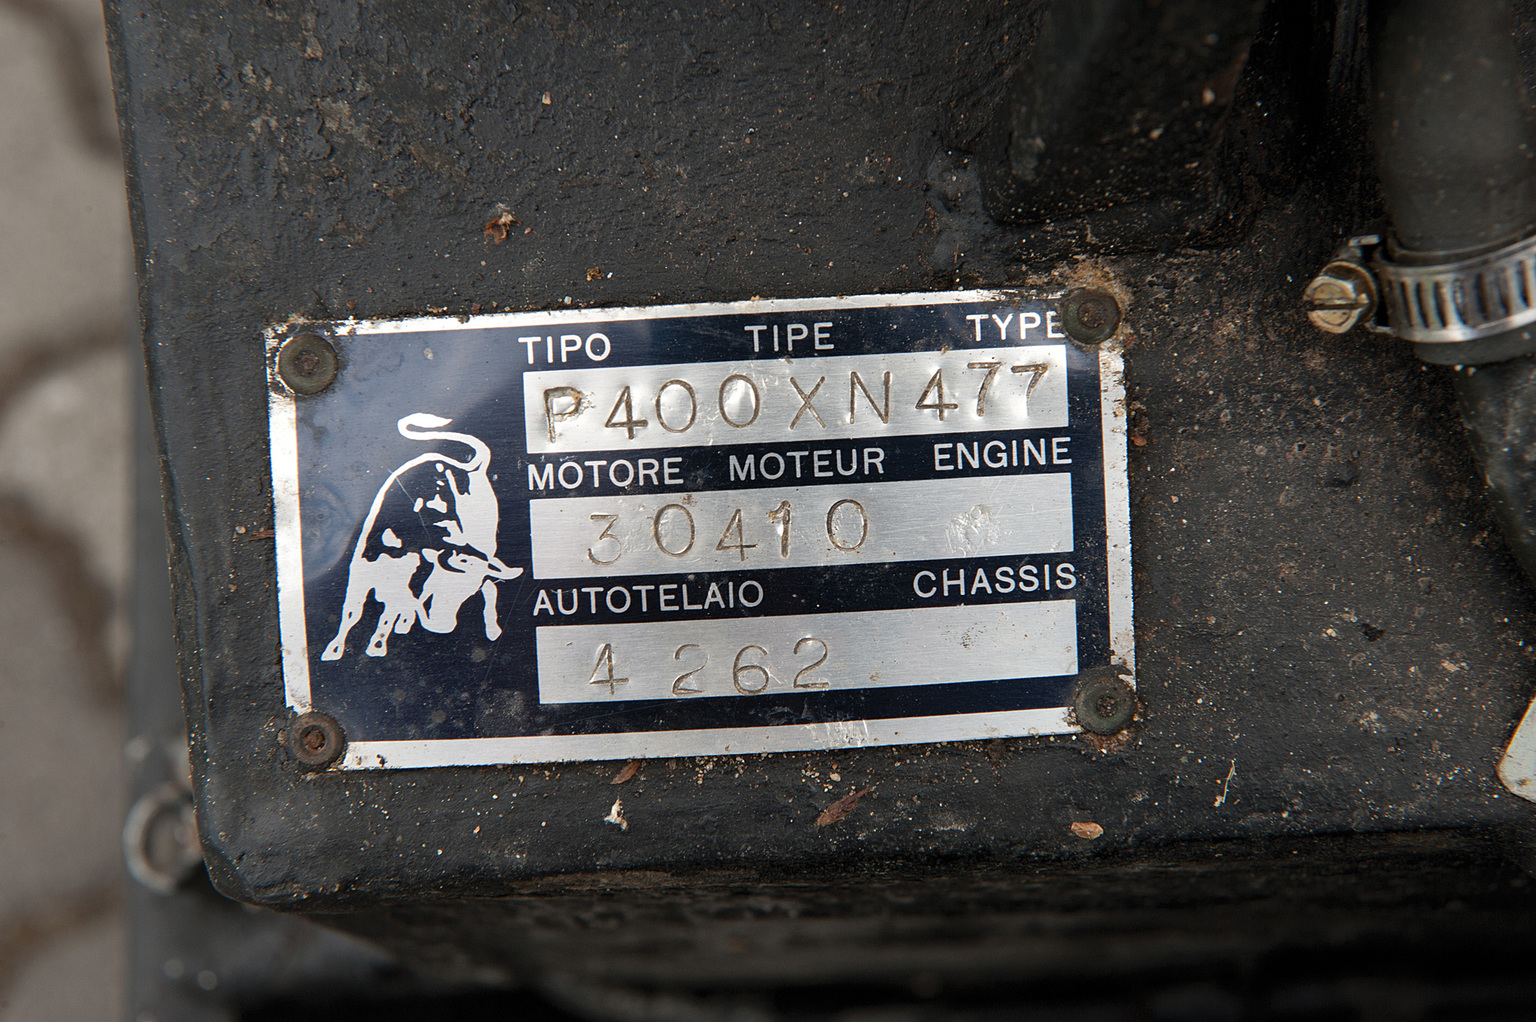 TIPO TIPE TYPE
P400XN477
MOTORE MOTEUR ENGINE
30410
AUTOTELAIO CHASSIS
4262